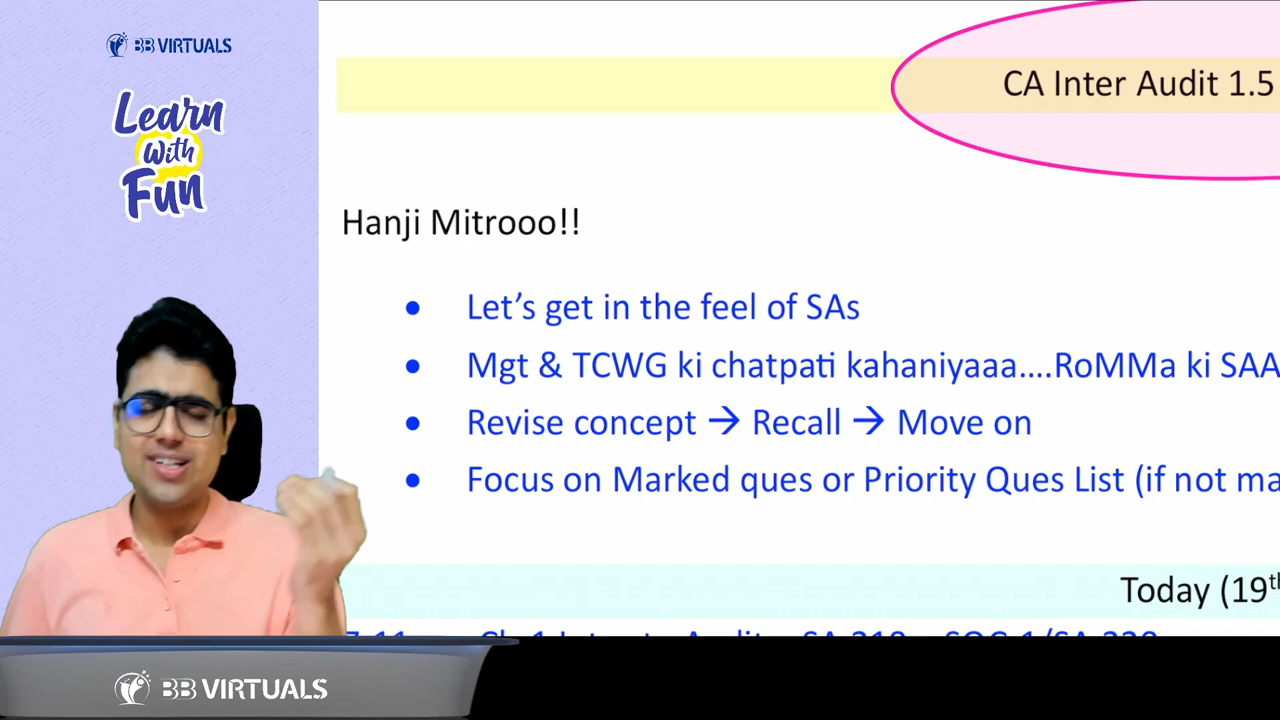 BB VIRTUALS
Learn
With
Fun
CA Inter Audit 1.5
Hanji Mitrooo!!
• Let’s get in the feel of SAs
• Mgt & TCWG ki chatpati kahaniyaaa....RoMMa ki SAA
• Revise concept → Recall → Move on
• Focus on Marked ques or Priority Ques List (if not ma
Today (19th
BB VIRTUALS